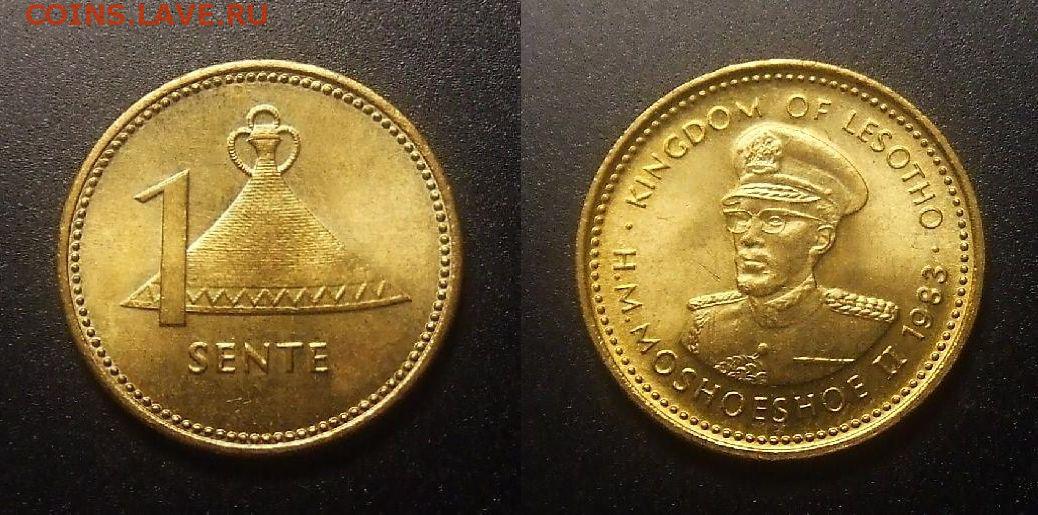 COINS.LAVE.RU
1
SENTE
· KINGDOM OF LESOTHO ·
H.M. MOSHOESHOE II 1983